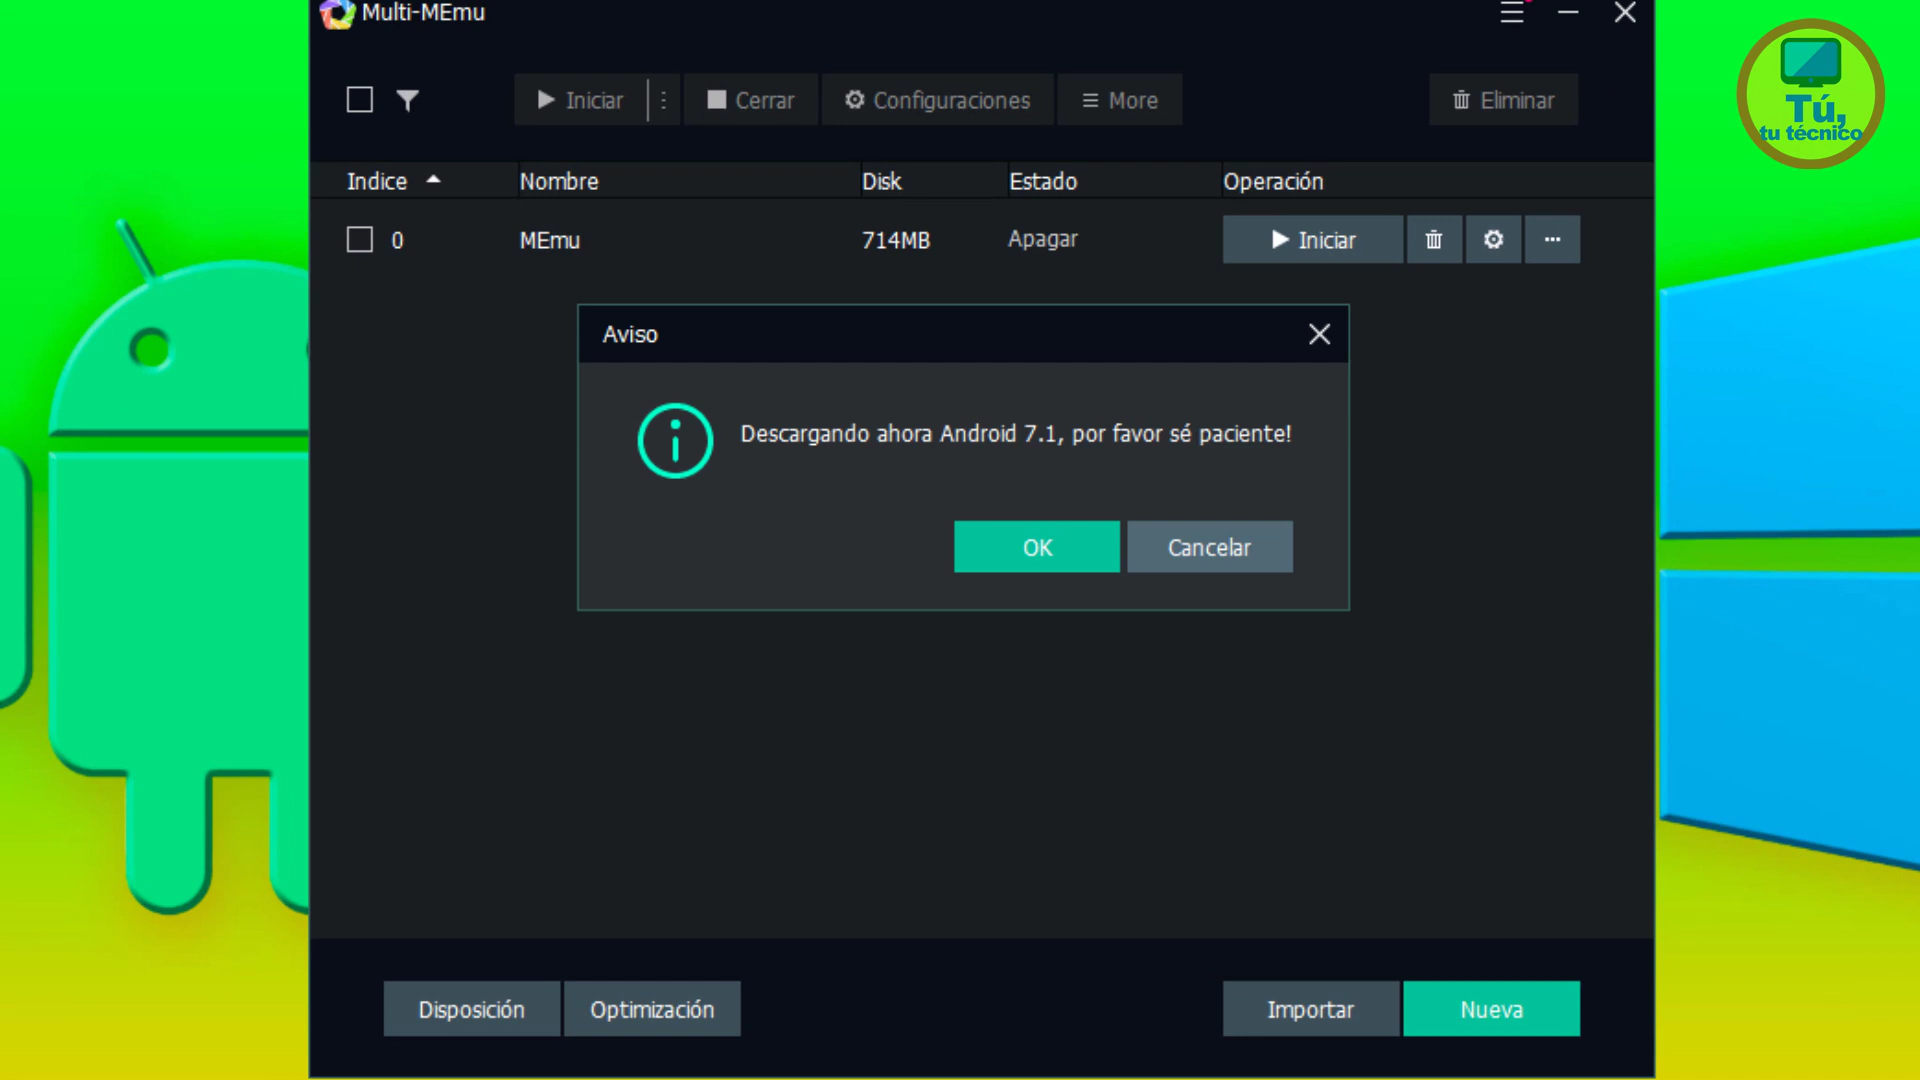 Multi-MEmu
Iniciar
Cerrar
Configuraciones
More
Eliminar
Tú,
tu técnico
Indice
Nombre
Disk
Estado
Operación
0
MEmu
714MB
Apagar
Iniciar
Aviso
Descargando ahora Android 7.1, por favor sé paciente!
OK
Cancelar
Disposición
Optimización
Importar
Nueva